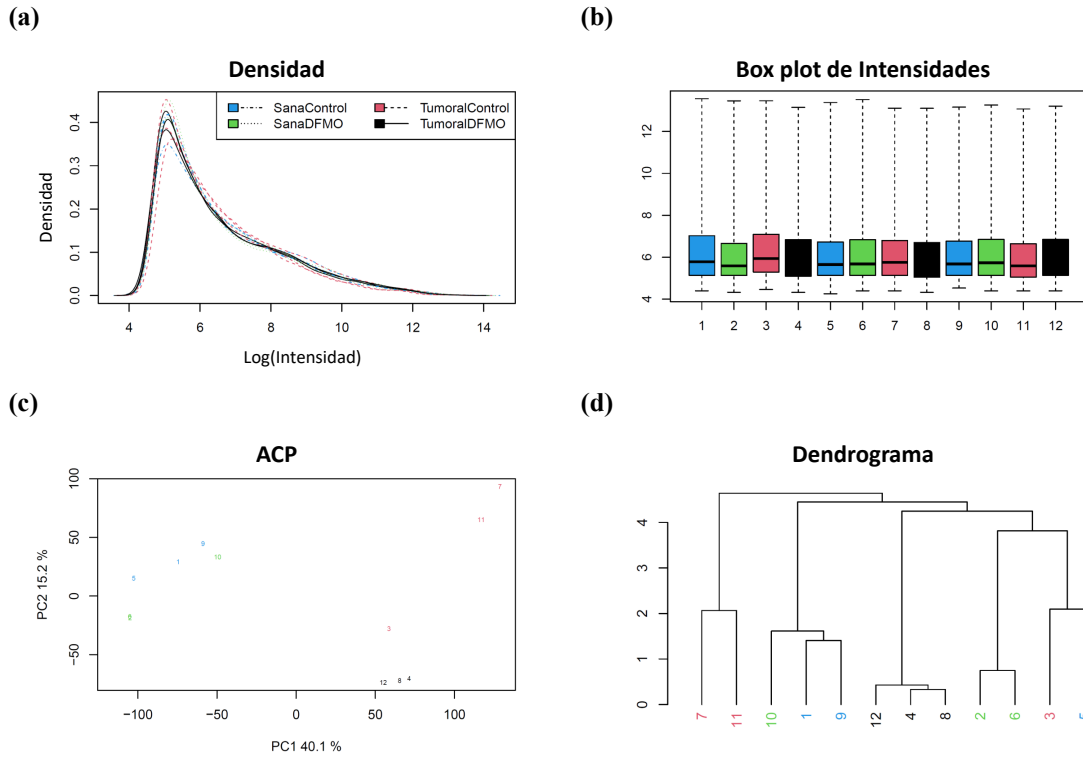 (a)
Densidad
SanaControl
TumoralControl
SanaDFMO
TumoralDFMO
Densidad
0.4
0.3
0.2
0.1
0.0
4 6 8 10 12 14
Log(Intensidad)
(b)
Box plot de Intensidades
12
10
8
6
4
1 2 3 4 5 6 7 8 9 10 11 12
(c)
ACP
PC2 15.2 %
100
50
0
−50
7
11
9
10
1
5
3
12 8 4
−100 −50 0 50 100
PC1 40.1 %
(d)
Dendrograma
4
3
2
1
0
7 11 10 1 9 12 4 8 2 6 3